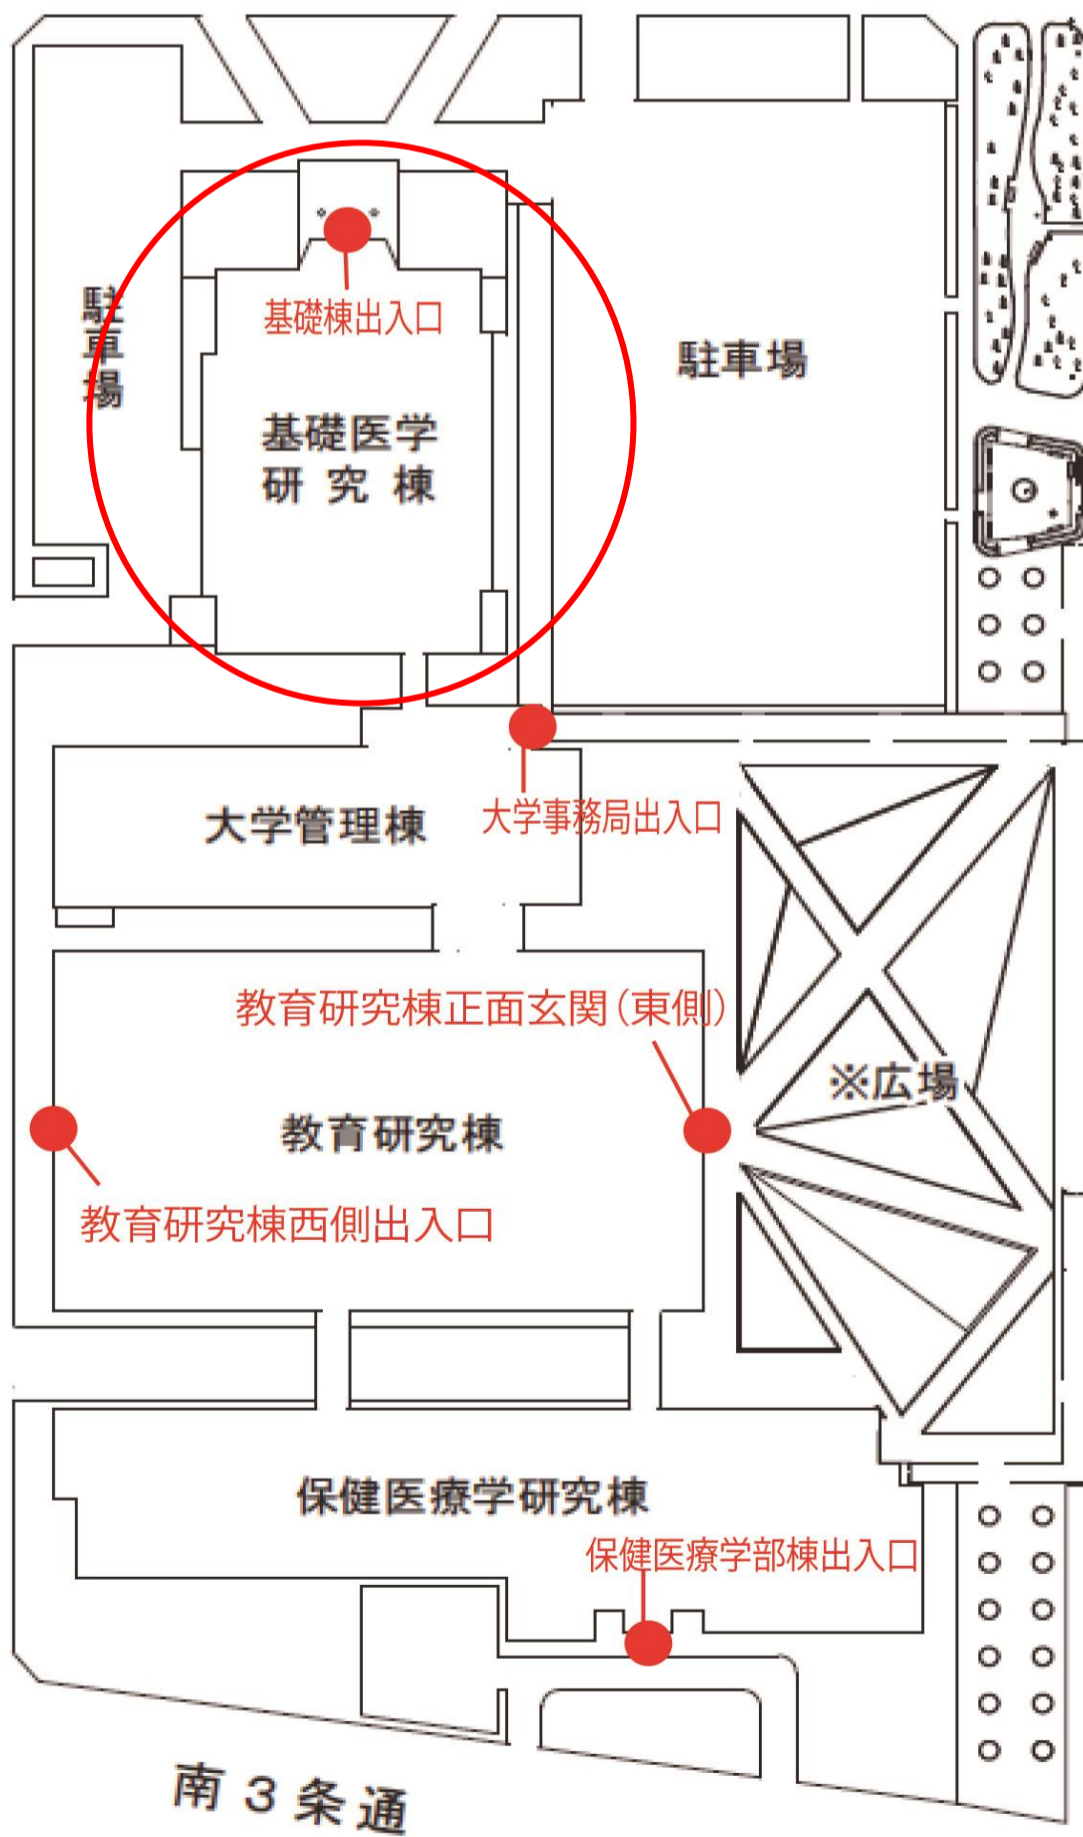 基礎棟出入口
駐車場
駐車場
基礎医学
研究棟
大学管理棟
大学事務局出入口
教育研究棟正面玄関(東側)
※広場
教育研究棟
教育研究棟西側出入口
保健医療学研究棟
保健医療学部棟出入口
南3条通